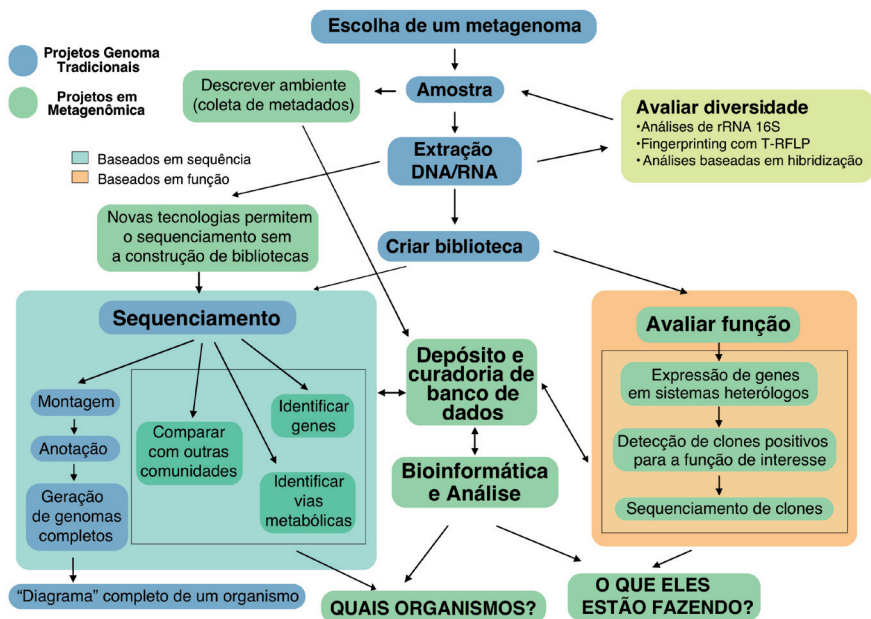 Escolha de um metagenoma
Projetos Genoma
Tradicionais
Projetos em
Metagenômica
Descrever ambiente
(coleta de metadados)
Amostra
Avaliar diversidade
•Análises de rRNA 16S
•Fingerprinting com T-RFLP
•Análises baseadas em hibridização
Extração
DNA/RNA
Baseados em sequência
Baseados em função
Novas tecnologias permitem
o sequenciamento sem
a construção de bibliotecas
Criar biblioteca
Sequenciamento
Montagem
Anotação
Geração
de genomas
completos
Comparar
com outras
comunidades
Identificar
genes
Identificar
vias
metabólicas
Depósito e
curadoria de
banco de
dados
Bioinformática
e Análise
Avaliar função
Expressão de genes
em sistemas heterólogos
Detecção de clones positivos
para a função de interesse
Sequenciamento de clones
“Diagrama” completo de um organismo
QUAIS ORGANISMOS?
O QUE ELES
ESTÃO FAZENDO?